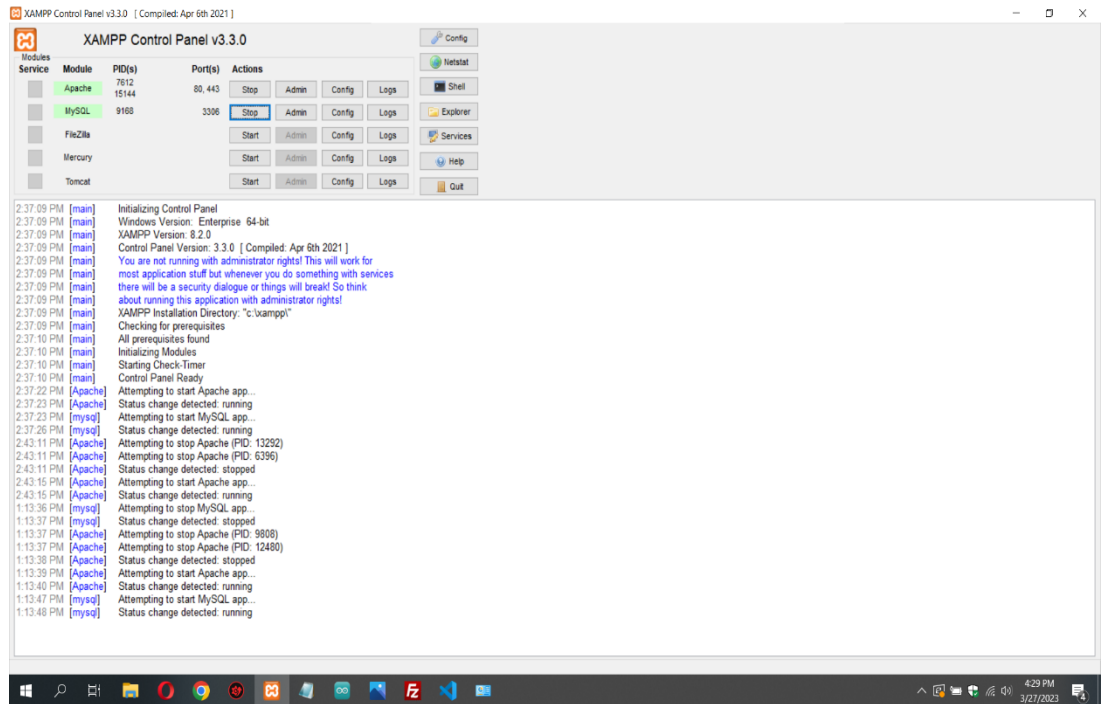 XAMPP Control Panel v3.3.0 [ Compiled: Apr 6th 2021 ]
XAMPP Control Panel v3.3.0
Config
Modules
Service Module PID(s) Port(s) Actions
Netstat
Apache 7612 15144 80, 443 Stop Admin Config Logs
Shell
MySQL 9168 3306 Stop Admin Config Logs
Explorer
FileZilla Start Admin Config Logs
Services
Mercury Start Admin Config Logs
Help
Tomcat Start Admin Config Logs
Quit
2:37:09 PM [main] Initializing Control Panel
2:37:09 PM [main] Windows Version: Enterprise 64-bit
2:37:09 PM [main] XAMPP Version: 8.2.0
2:37:09 PM [main] Control Panel Version: 3.3.0 [ Compiled: Apr 6th 2021 ]
2:37:09 PM [main] You are not running with administrator rights! This will work for
2:37:09 PM [main] most application stuff but whenever you do something with services
2:37:09 PM [main] there will be a security dialogue or things will break! So think
2:37:09 PM [main] about running this application with administrator rights!
2:37:09 PM [main] XAMPP Installation Directory: "c:\xampp\"
2:37:09 PM [main] Checking for prerequisites
2:37:10 PM [main] All prerequisites found
2:37:10 PM [main] Initializing Modules
2:37:10 PM [main] Starting Check-Timer
2:37:10 PM [main] Control Panel Ready
2:37:22 PM [Apache] Attempting to start Apache app...
2:37:23 PM [Apache] Status change detected: running
2:37:23 PM [mysql] Attempting to start MySQL app...
2:37:26 PM [mysql] Status change detected: running
2:43:11 PM [Apache] Attempting to stop Apache (PID: 13292)
2:43:11 PM [Apache] Attempting to stop Apache (PID: 6396)
2:43:11 PM [Apache] Status change detected: stopped
2:43:15 PM [Apache] Attempting to start Apache app...
2:43:15 PM [Apache] Status change detected: running
1:13:36 PM [mysql] Attempting to stop MySQL app...
1:13:37 PM [mysql] Status change detected: stopped
1:13:37 PM [Apache] Attempting to stop Apache (PID: 9808)
1:13:37 PM [Apache] Attempting to stop Apache (PID: 12480)
1:13:38 PM [Apache] Status change detected: stopped
1:13:39 PM [Apache] Attempting to start Apache app...
1:13:40 PM [Apache] Status change detected: running
1:13:47 PM [mysql] Attempting to start MySQL app...
1:13:48 PM [mysql] Status change detected: running
4:29 PM
3/27/2023